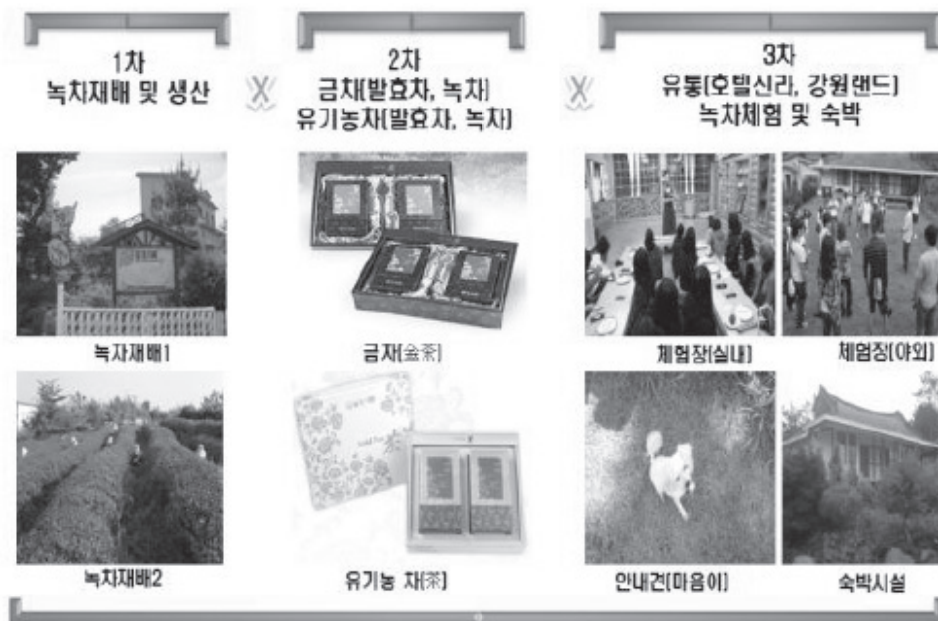 1차
녹차재배 및 생산
2차
금차(발효차, 녹차)
유기농차(발효차, 녹차)
3차
유통(호텔신라, 강원랜드)
녹차체험 및 숙박
X
X
녹차재배1
금차(金茶)
체험장(실내)
체험장(야외)
녹차재배2
유기농 차(茶)
안내견(마음이)
숙박시설